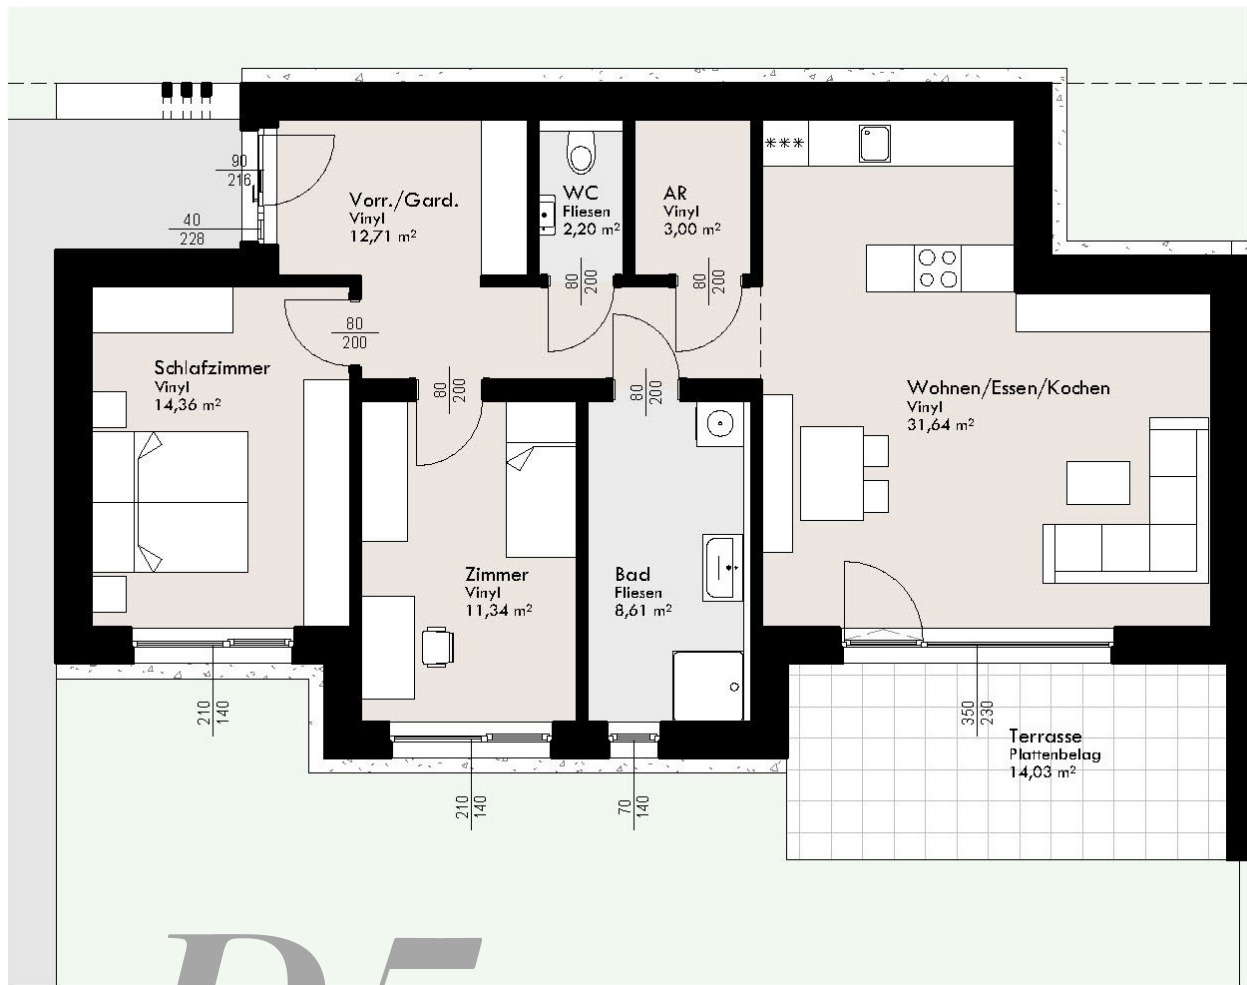 90
216
40
228
Vorr./Gard.
Vinyl
12,71 m²
WC
Fliesen
2,20 m²
AR
Vinyl
3,00 m²
***
80
200
80
200
80
200
80
200
80
200
Schlafzimmer
Vinyl
14,36 m²
Wohnen/Essen/Kochen
Vinyl
31,64 m²
Zimmer
Vinyl
11,34 m²
Bad
Fliesen
8,61 m²
210
140
210
140
70
140
350
230
Terrasse
Plattenbelag
14,03 m²